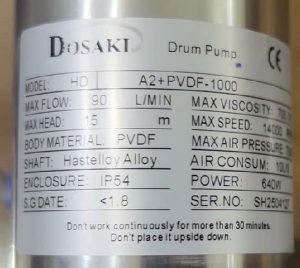 DOSAKI Drum Pump CE
MODEL: HD A2+PVDF-1000
MAX FLOW: 90 L/MIN MAX VISCOSITY:
MAX HEAD: 15 m MAX SPEED: 14000
BODY MATERIAL: PVDF MAX AIR PRESSURE:
SHAFT: Hastelloy Alloy AIR CONSUM:
ENCLOSURE: IP54 POWER: 640W
S.G DATE: <1.8 SER.NO: SH2504127
Don't work continuously for more than 30 minutes.
Don't place it upside down.